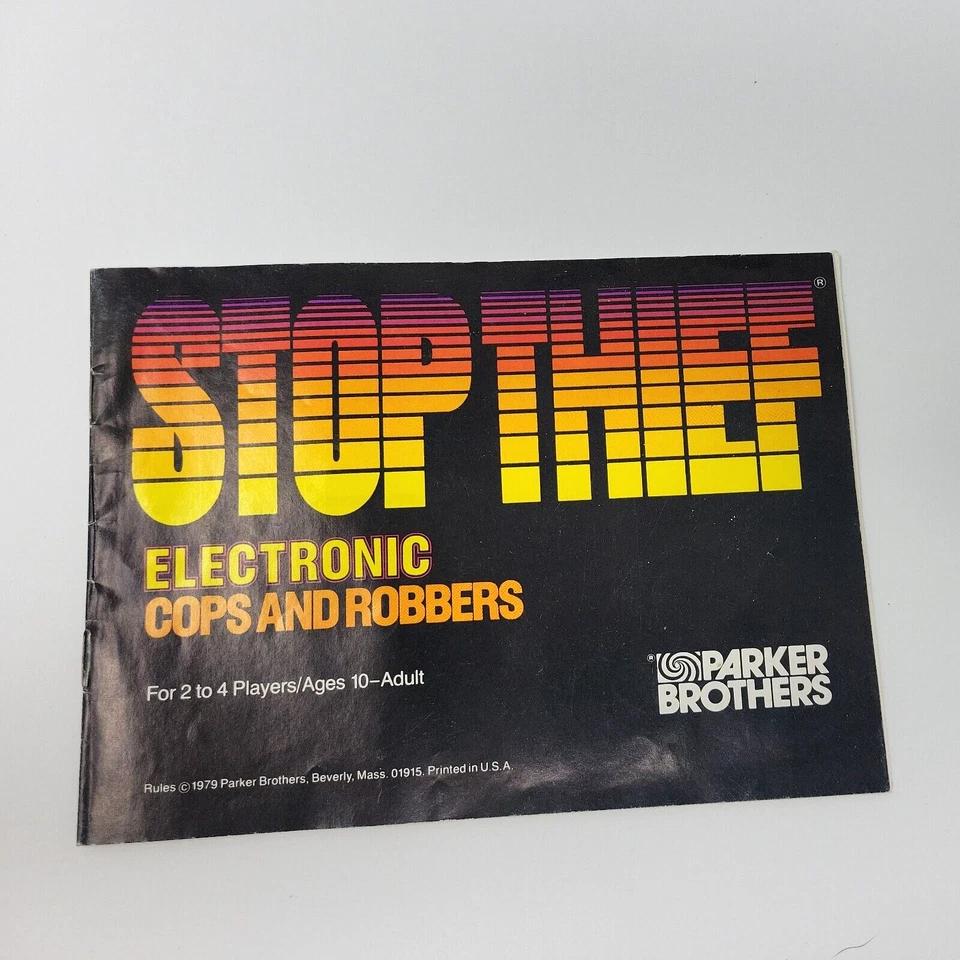 STOP THIEF ®
ELECTRONIC
COPS AND ROBBERS
For 2 to 4 Players/Ages 10–Adult
® PARKER
BROTHERS
Rules © 1979 Parker Brothers, Beverly, Mass. 01915. Printed in U.S.A.